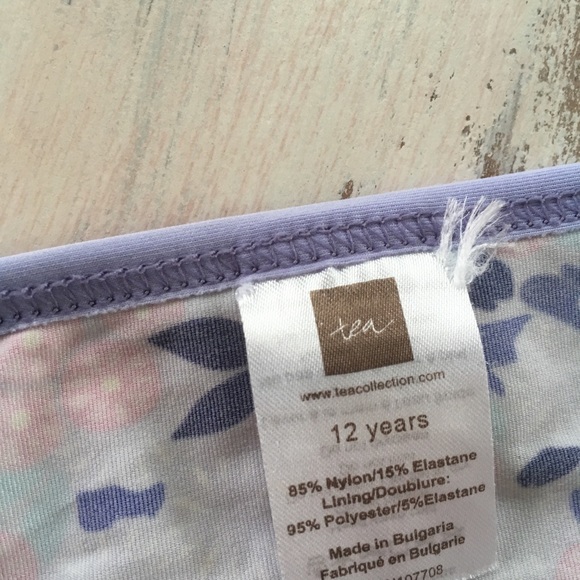 tea
www.teacollection.com
12 years
85% Nylon/15% Elastane
Lining/Doublure:
95% Polyester/5%Elastane
Made in Bulgaria
Fabriqué en Bulgarie